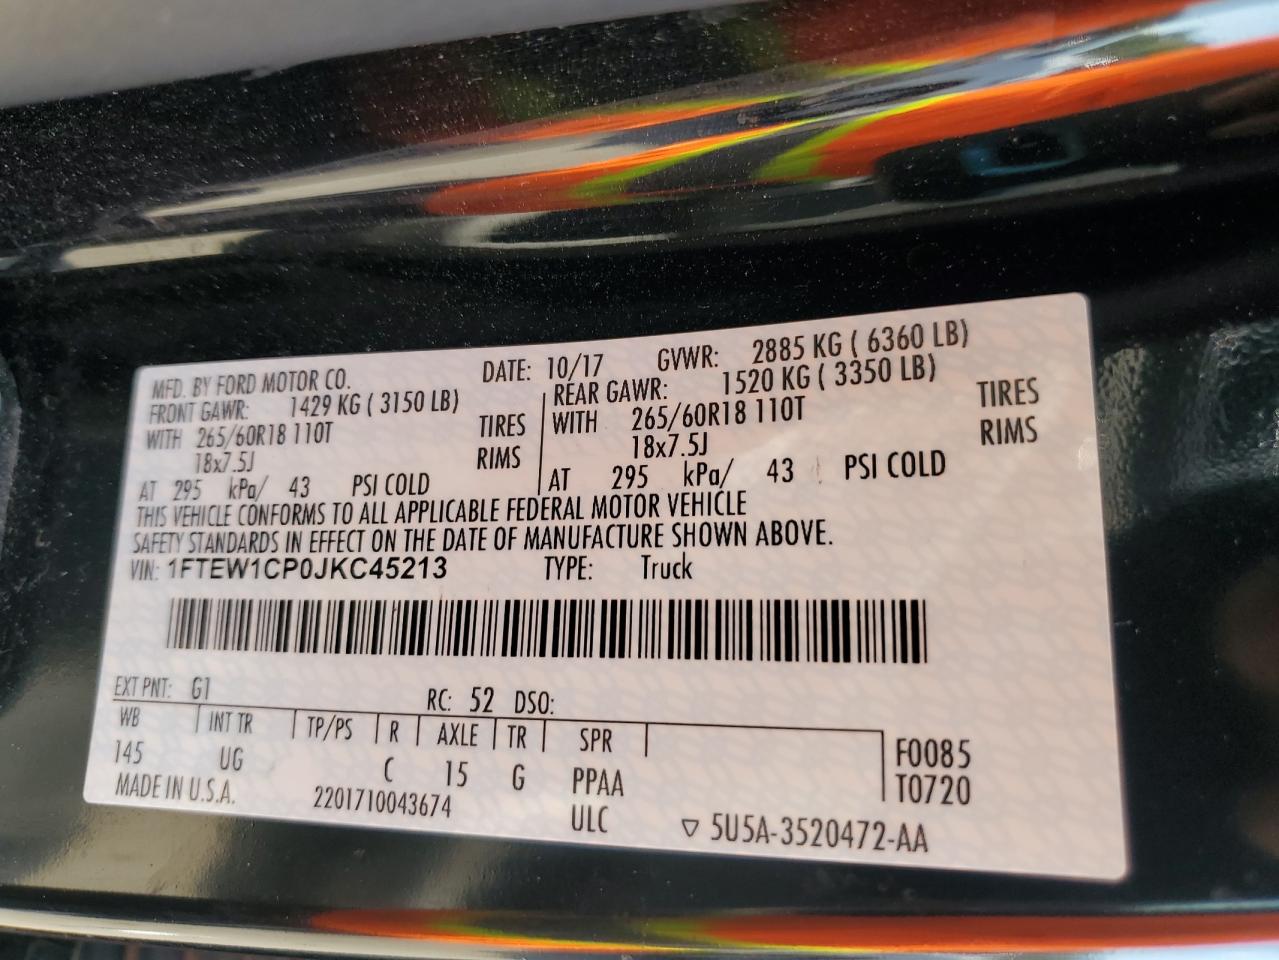 MFD. BY FORD MOTOR CO. DATE: 10/17 GVWR: 2885 KG ( 6360 LB)
FRONT GAWR: 1429 KG ( 3150 LB) REAR GAWR: 1520 KG ( 3350 LB)
WITH 265/60R18 110T TIRES WITH 265/60R18 110T TIRES
18x7.5J RIMS 18x7.5J RIMS
AT 295 kPa/ 43 PSI COLD AT 295 kPa/ 43 PSI COLD
THIS VEHICLE CONFORMS TO ALL APPLICABLE FEDERAL MOTOR VEHICLE
SAFETY STANDARDS IN EFFECT ON THE DATE OF MANUFACTURE SHOWN ABOVE.
VIN: 1FTEW1CP0JKC45213 TYPE: Truck
EXT PNT: G1 RC: 52 DSO:
WB INT TR TP/PS R AXLE TR SPR F0085
145 UG C 15 G PPAA T0720
MADE IN U.S.A. 2201710043674 ULC ▽ 5U5A-3520472-AA